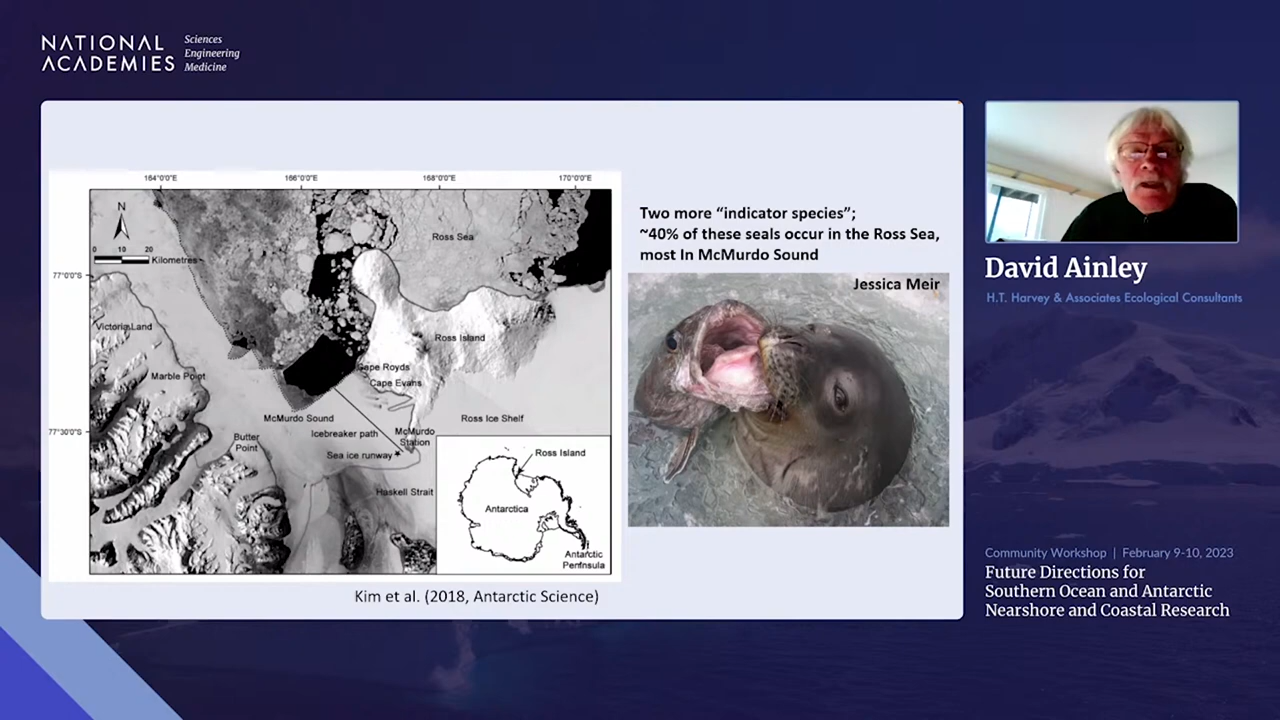 NATIONAL
ACADEMIES
Sciences
Engineering
Medicine
164°0'0"E
166°0'0"E
168°0'0"E
170°0'0"E
N
0 10 20
Kilometres
77°0'0"S
77°30'0"S
Ross Sea
Victoria Land
Ross Island
Marble Point
Cape Royds
Cape Evans
McMurdo Sound
Ross Ice Shelf
Icebreaker path
McMurdo
Station
Butter
Point
Sea ice runway
Haskell Strait
Ross Island
Antarctica
Antarctic
Peninsula
Kim et al. (2018, Antarctic Science)
Two more “indicator species”;
~40% of these seals occur in the Ross Sea,
most In McMurdo Sound
Jessica Meir
David Ainley
H.T. Harvey & Associates Ecological Consultants
Community Workshop | February 9-10, 2023
Future Directions for
Southern Ocean and Antarctic
Nearshore and Coastal Research